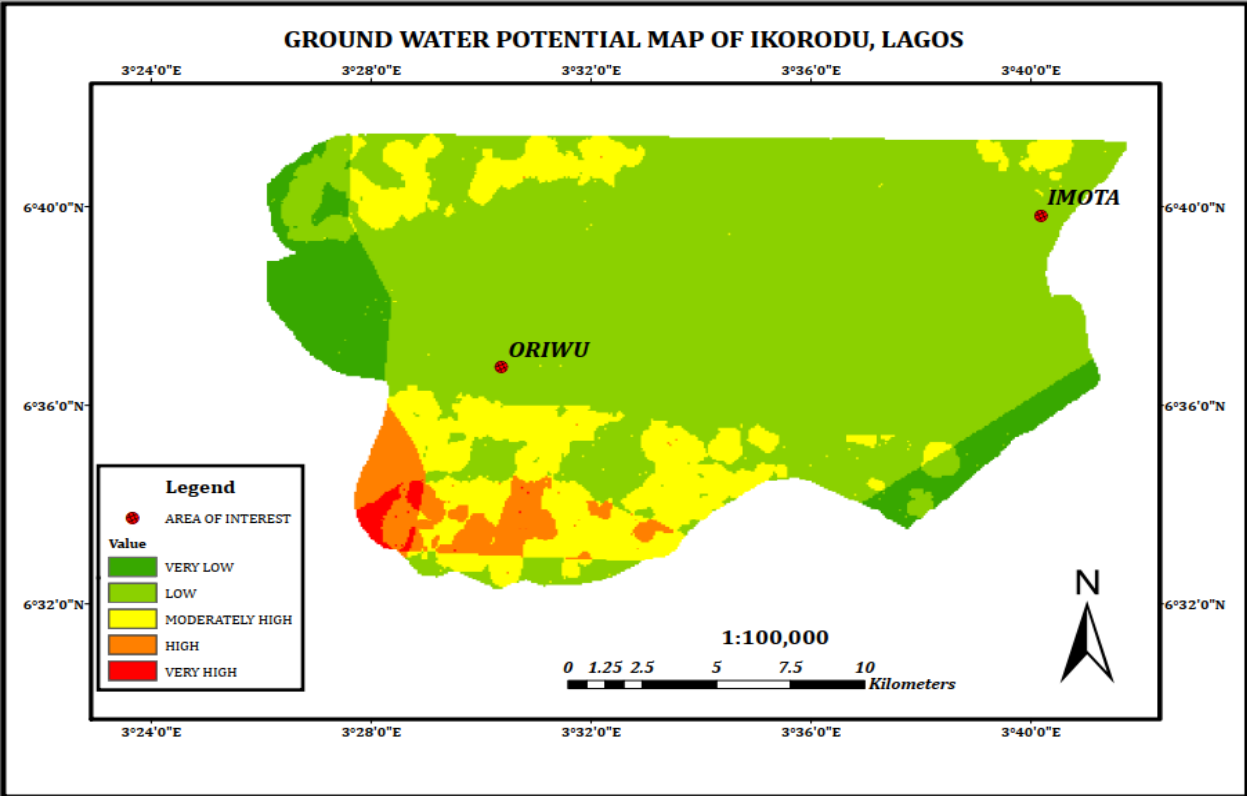 GROUND WATER POTENTIAL MAP OF IKORODU, LAGOS
3°24'0"E 3°28'0"E 3°32'0"E 3°36'0"E 3°40'0"E
6°40'0"N IMOTA 6°40'0"N
ORIWU
6°36'0"N 6°36'0"N
Legend
AREA OF INTEREST
Value
VERY LOW
LOW
MODERATELY HIGH
HIGH
VERY HIGH
N
6°32'0"N 6°32'0"N
1:100,000
0 1.25 2.5 5 7.5 10
Kilometers
3°24'0"E 3°28'0"E 3°32'0"E 3°36'0"E 3°40'0"E